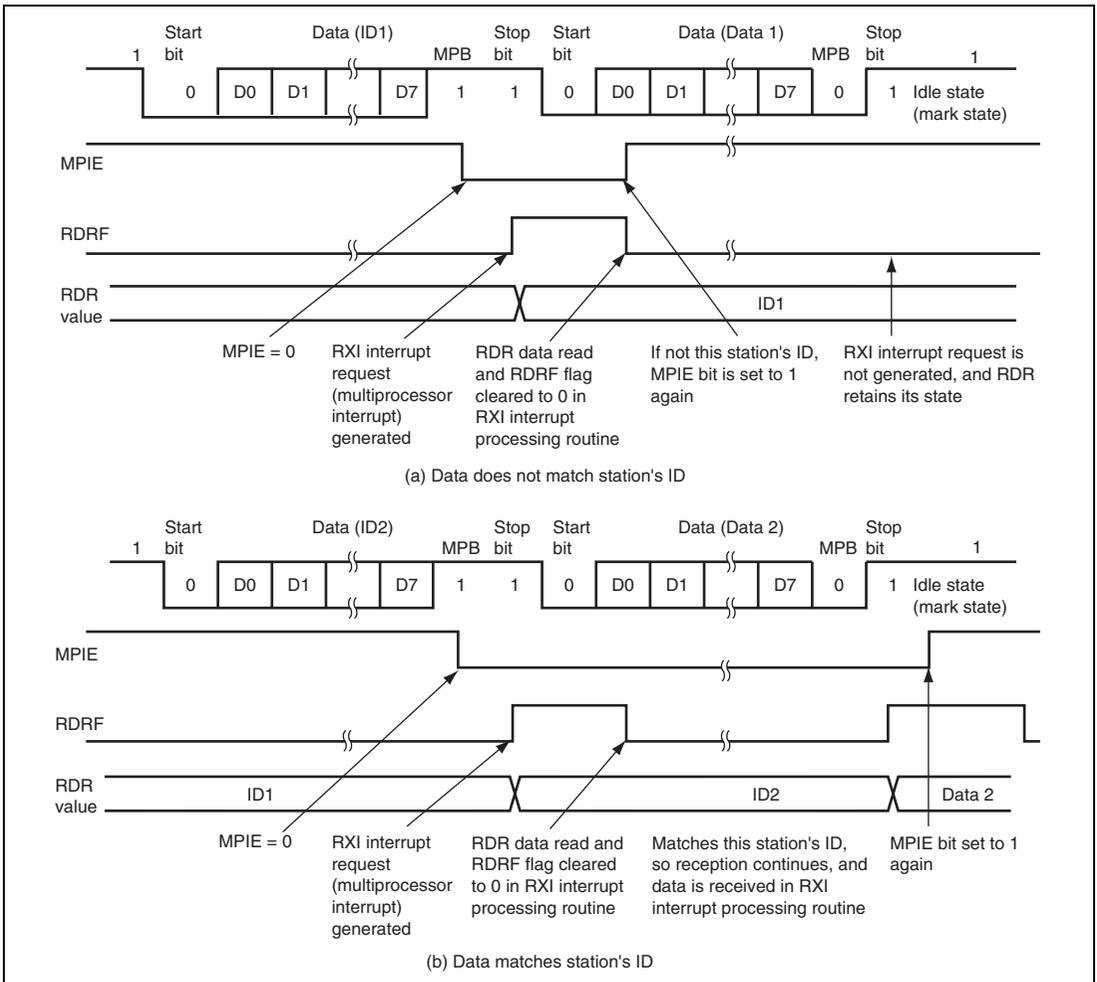 Start
bit
Data (ID1)
MPB
Stop
bit
Start
bit
Data (Data 1)
MPB
Stop
bit
1
1
0 D0 D1 D7 1 1 0 D0 D1 D7 0 1 Idle state
(mark state)
MPIE
RDRF
RDR
value
ID1
MPIE = 0
RXI interrupt
request
(multiprocessor
interrupt)
generated
RDR data read
and RDRF flag
cleared to 0 in
RXI interrupt
processing routine
If not this station's ID,
MPIE bit is set to 1
again
RXI interrupt request is
not generated, and RDR
retains its state
(a) Data does not match station's ID
Start
bit
Data (ID2)
MPB
Stop
bit
Start
bit
Data (Data 2)
MPB
Stop
bit
1
1
0 D0 D1 D7 1 1 0 D0 D1 D7 0 1 Idle state
(mark state)
MPIE
RDRF
RDR
value
ID1
ID2
Data 2
MPIE = 0
RXI interrupt
request
(multiprocessor
interrupt)
generated
RDR data read and
RDRF flag cleared
to 0 in RXI interrupt
processing routine
Matches this station's ID,
so reception continues, and
data is received in RXI
interrupt processing routine
MPIE bit set to 1
again
(b) Data matches station's ID